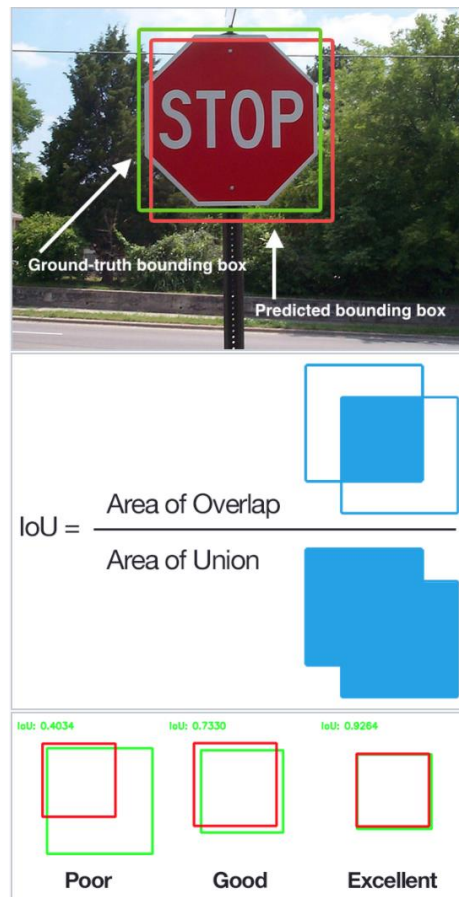 STOP
Ground-truth bounding box
Predicted bounding box
IoU =
Area of Overlap
Area of Union
IoU: 0.4034
IoU: 0.7330
IoU: 0.9264
Poor
Good
Excellent